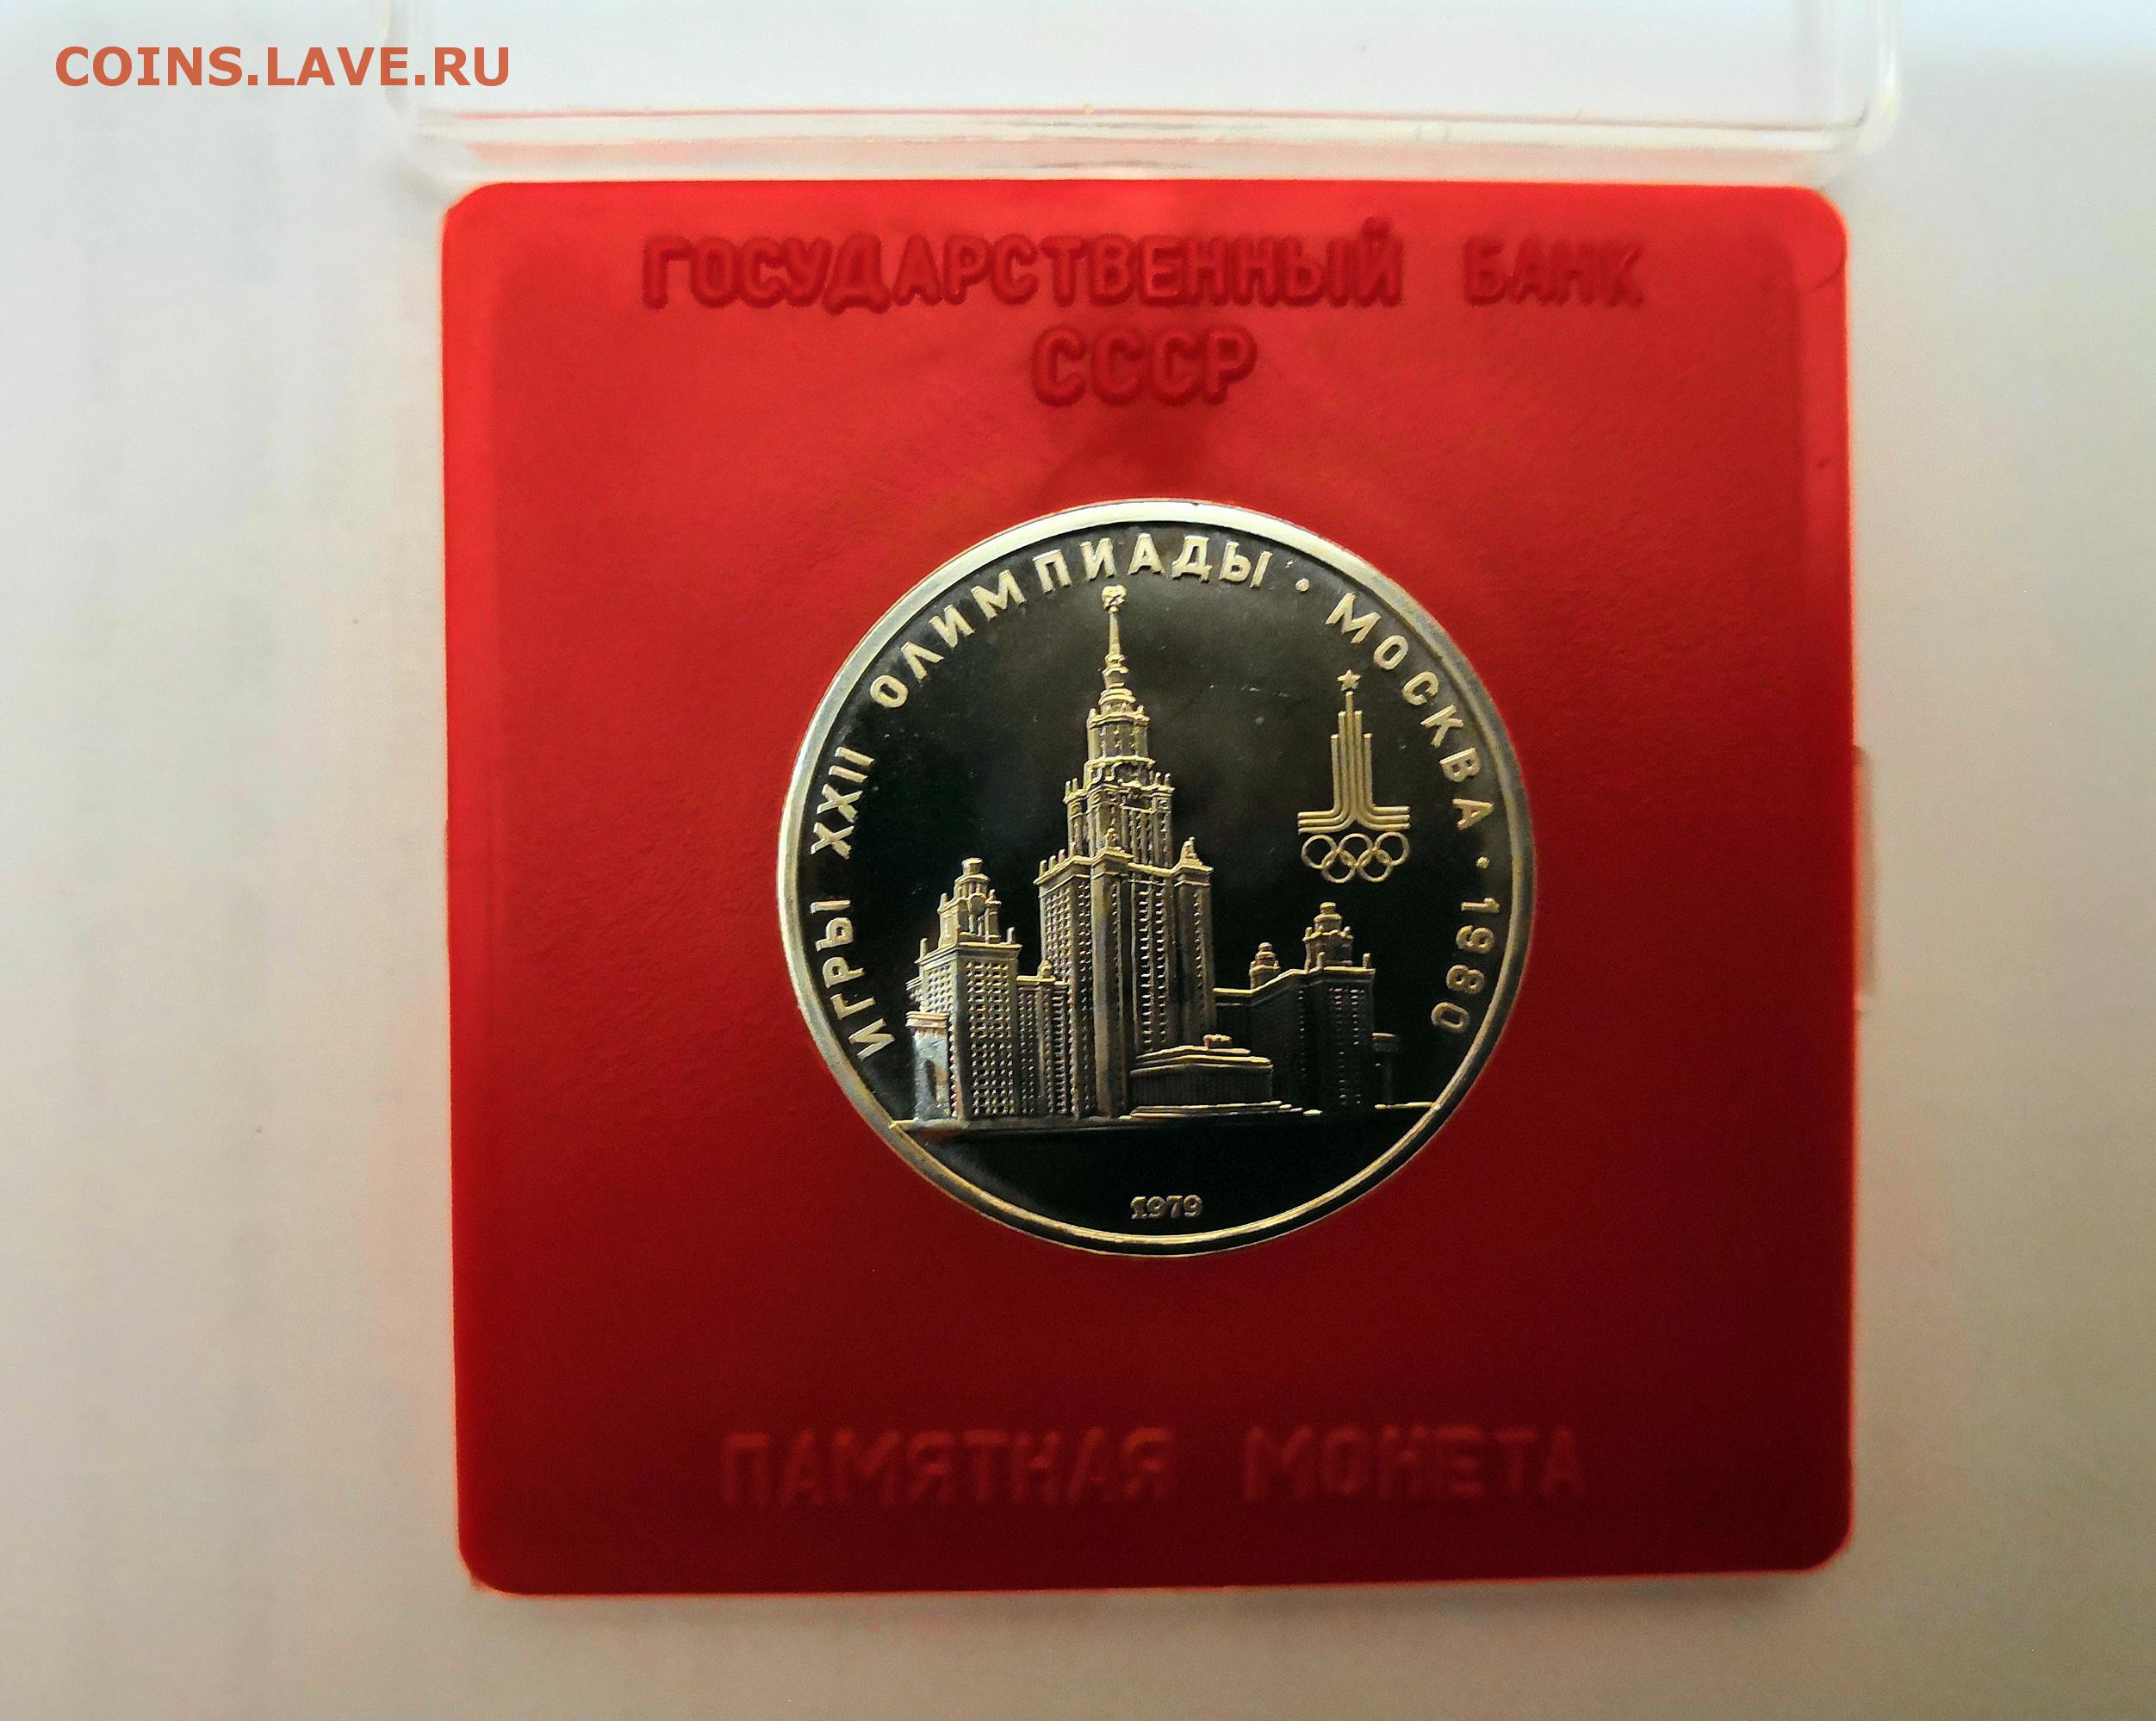 COINS.LAVE.RU
ГОСУДАРСТВЕННЫЙ БАНК
СССР
ИГРЫ XXII ОЛИМПИАДЫ · МОСКВА · 1980
1979
ПАМЯТНАЯ МОНЕТА